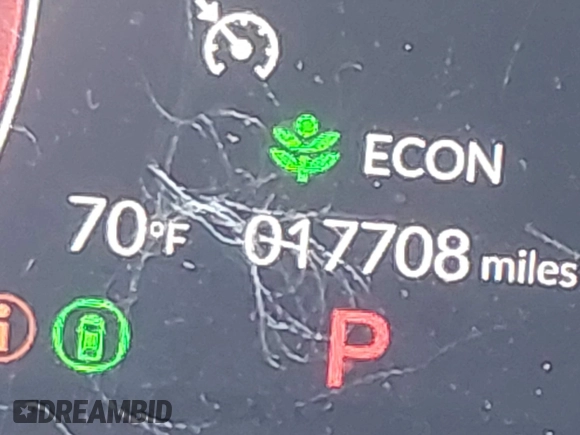 ECON
70°F 017708 miles
i P
DREAMBID